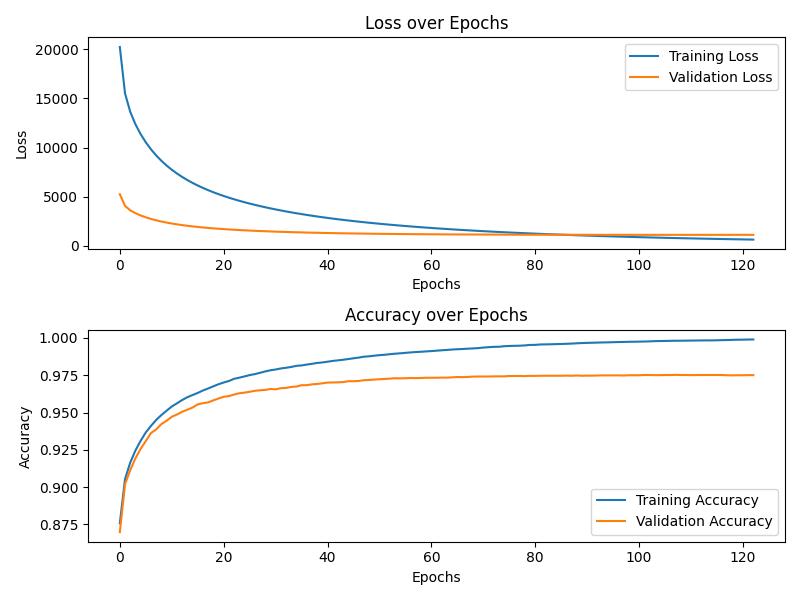 Loss over Epochs
20000
15000
10000
5000
0
Loss
Training Loss
Validation Loss
0 20 40 60 80 100 120
Epochs
Accuracy over Epochs
1.000
0.975
0.950
0.925
0.900
0.875
Accuracy
Training Accuracy
Validation Accuracy
0 20 40 60 80 100 120
Epochs